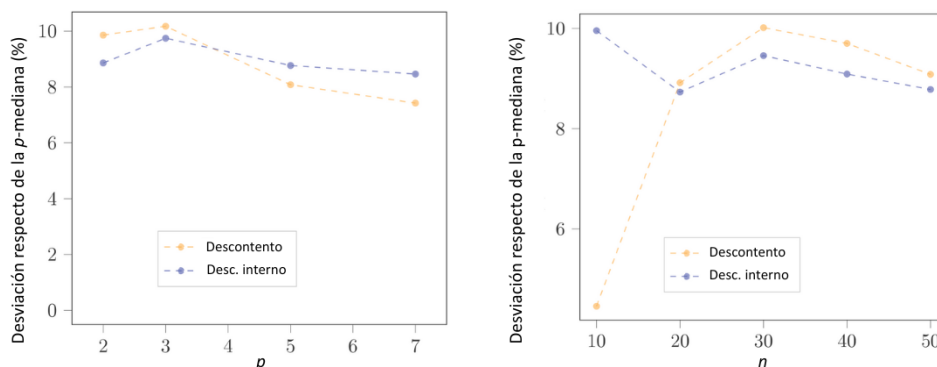 Desviación respecto de la p-mediana (%)
10
8
6
4
2
0
Descontento
Desc. interno
2 3 4 5 6 7
p
Desviación respecto de la p-mediana (%)
10
8
6
Descontento
Desc. interno
10 20 30 40 50
n